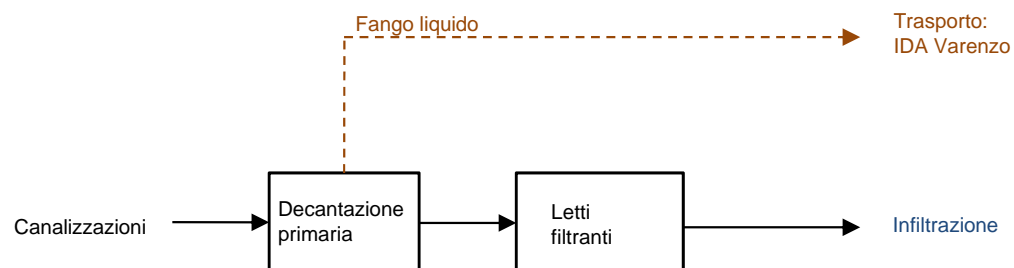 Fango liquido
Trasporto:
IDA Varenzo
Canalizzazioni
Decantazione
primaria
Letti
filtranti
Infiltrazione